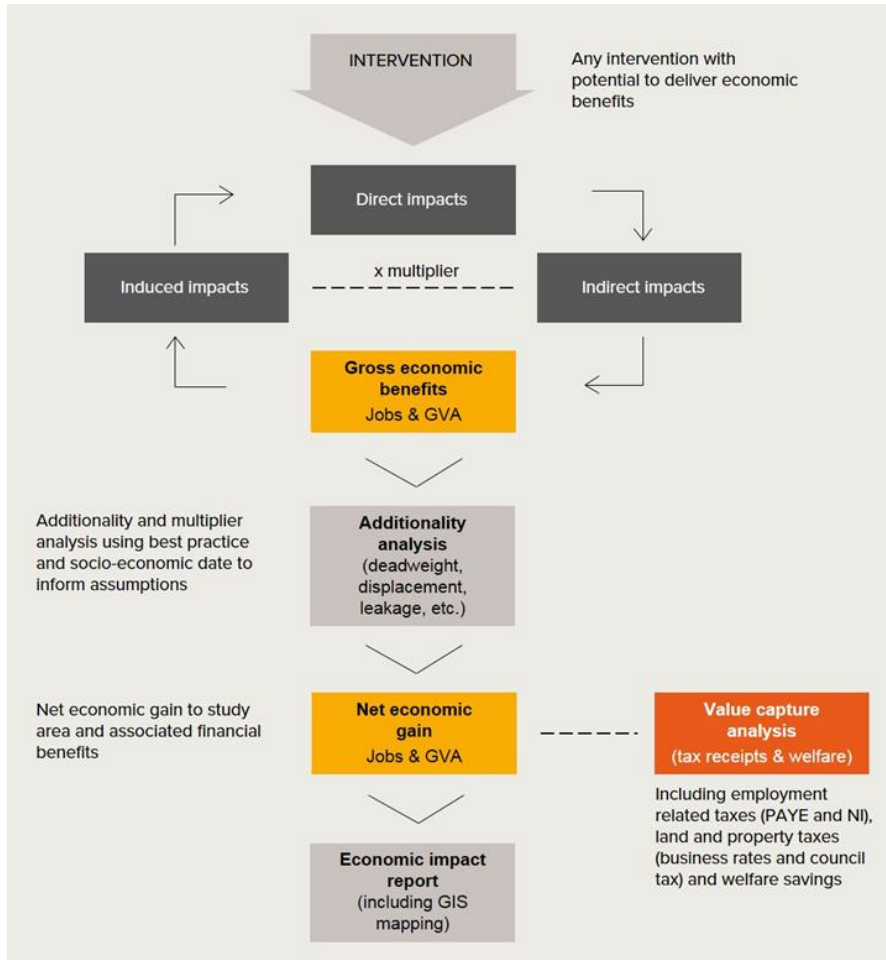 INTERVENTION
Any intervention with
potential to deliver economic
benefits
Direct impacts
Induced impacts
x multiplier
Indirect impacts
Gross economic
benefits
Jobs & GVA
Additionality and multiplier
analysis using best practice
and socio-economic date to
inform assumptions
Additionality
analysis
(deadweight,
displacement,
leakage, etc.)
Net economic gain to study
area and associated financial
benefits
Net economic
gain
Jobs & GVA
Value capture
analysis
(tax receipts & welfare)
Including employment
related taxes (PAYE and NI),
land and property taxes
(business rates and council
tax) and welfare savings
Economic impact
report
(including GIS
mapping)